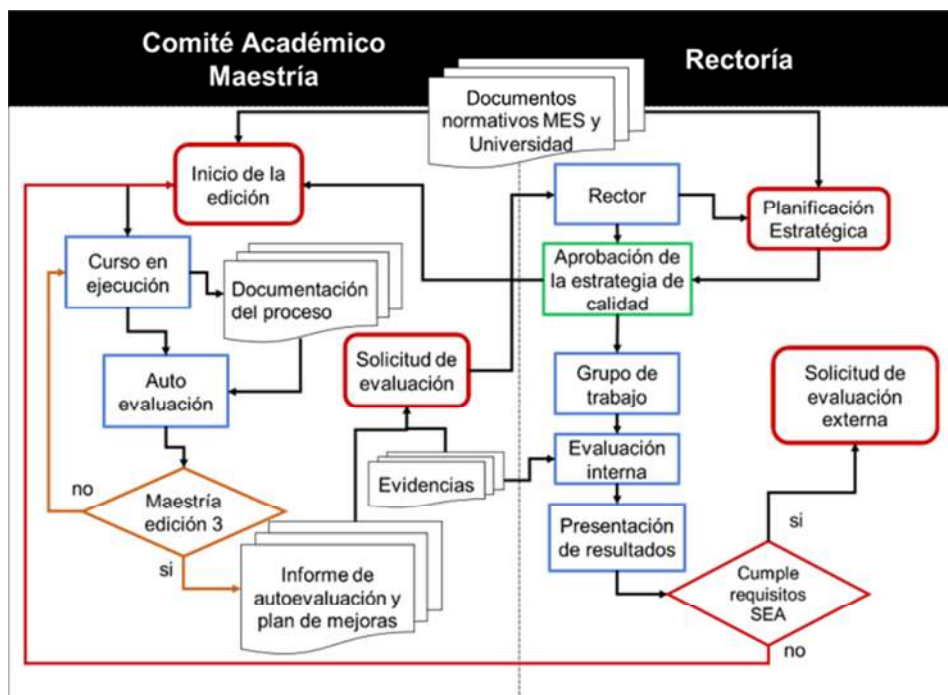 Comité Académico
Maestría
Rectoría
Documentos
normativos MES y
Universidad
Inicio de la
edición
Rector
Planificación
Estratégica
Curso en
ejecución
Documentación
del proceso
Aprobación de
la estrategia de
calidad
Solicitud de
evaluación
Auto
evaluación
Grupo de
trabajo
Solicitud de
evaluación
externa
Evaluación
interna
Evidencias
no
Maestría
edición 3
si
Presentación
de resultados
si
Informe de
autoevaluación y
plan de mejoras
Cumple
requisitos
SEA
no